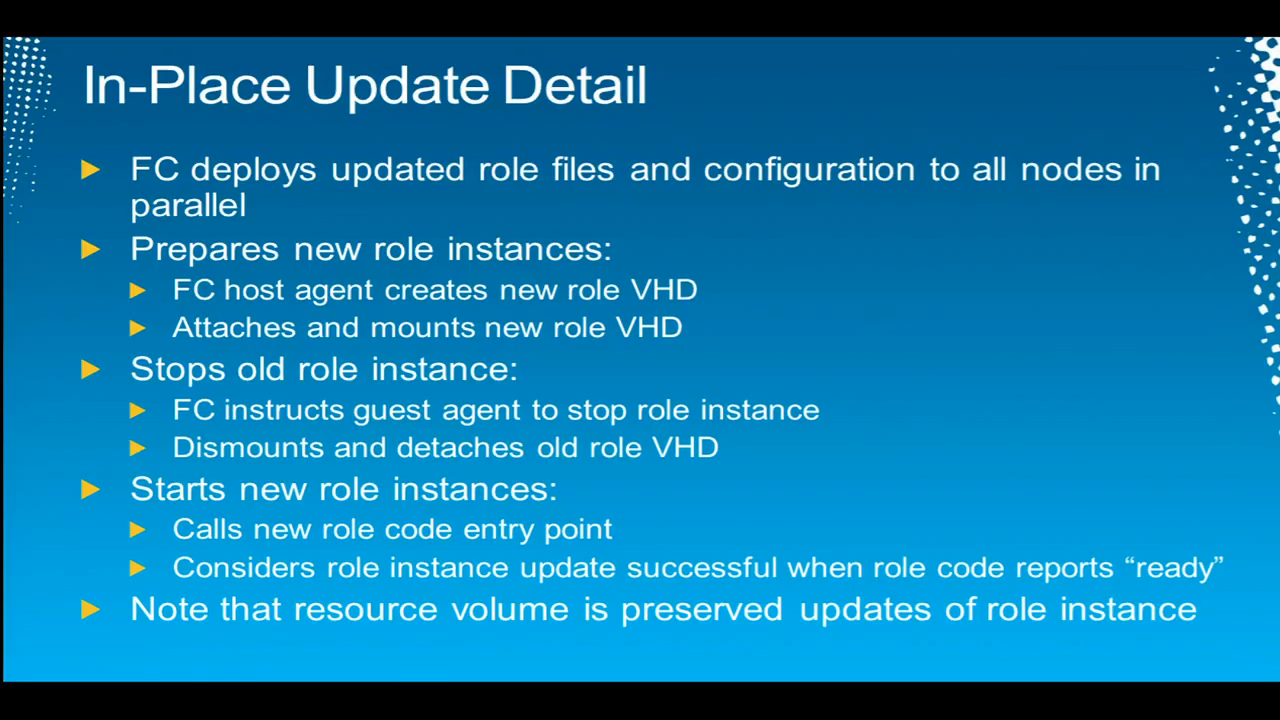 In-Place Update Detail
FC deploys updated role files and configuration to all nodes in
parallel
Prepares new role instances:
FC host agent creates new role VHD
Attaches and mounts new role VHD
Stops old role instance:
FC instructs guest agent to stop role instance
Dismounts and detaches old role VHD
Starts new role instances:
Calls new role code entry point
Considers role instance update successful when role code reports “ready”
Note that resource volume is preserved updates of role instance